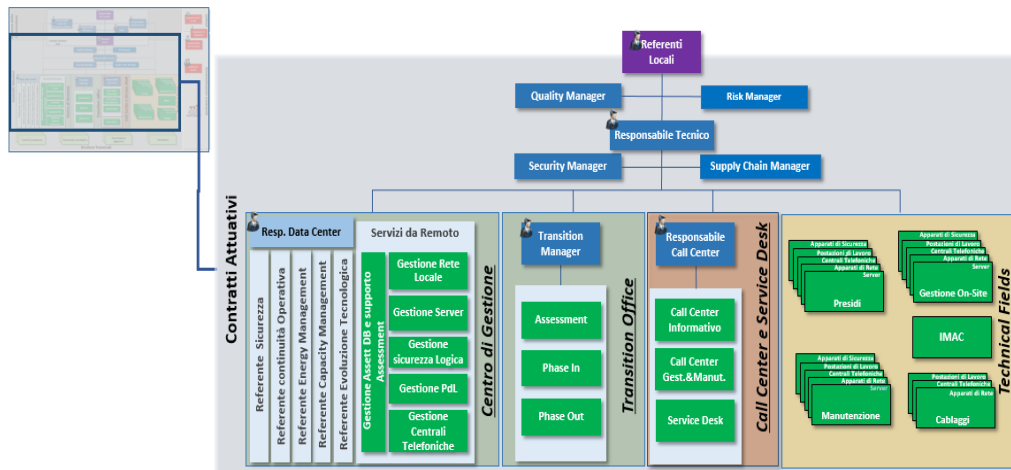 Contratti Attuativi
Referenti
Locali
Quality Manager
Risk Manager
Responsabile Tecnico
Security Manager
Supply Chain Manager
Resp. Data Center
Referente Sicurezza
Referente continuità Operativa
Referente Energy Management
Referente Capacity Management
Referente Evoluzione Tecnologica
Servizi da Remoto
Gestione Assett DB e supporto
Assessment
Gestione Rete
Locale
Gestione Server
Gestione
sicurezza Logica
Gestione PdL
Gestione
Centrali
Telefoniche
Centro di Gestione
Transition
Manager
Assessment
Phase In
Phase Out
Transition Office
Responsabile
Call Center
Call Center
Informativo
Call Center
Gest.&Manut.
Service Desk
Call Center e Service Desk
Apparati di Sicurezza
Postazioni di Lavoro
Centrali Telefoniche
Apparati di Rete
Server
Presidi
Apparati di Sicurezza
Postazioni di Lavoro
Centrali Telefoniche
Apparati di Rete
Server
Gestione On-Site
IMAC
Apparati di Sicurezza
Postazioni di Lavoro
Centrali Telefoniche
Apparati di Rete
Server
Manutenzione
Postazioni di Lavoro
Centrali Telefoniche
Apparati di Rete
Cablaggi
Technical Fields